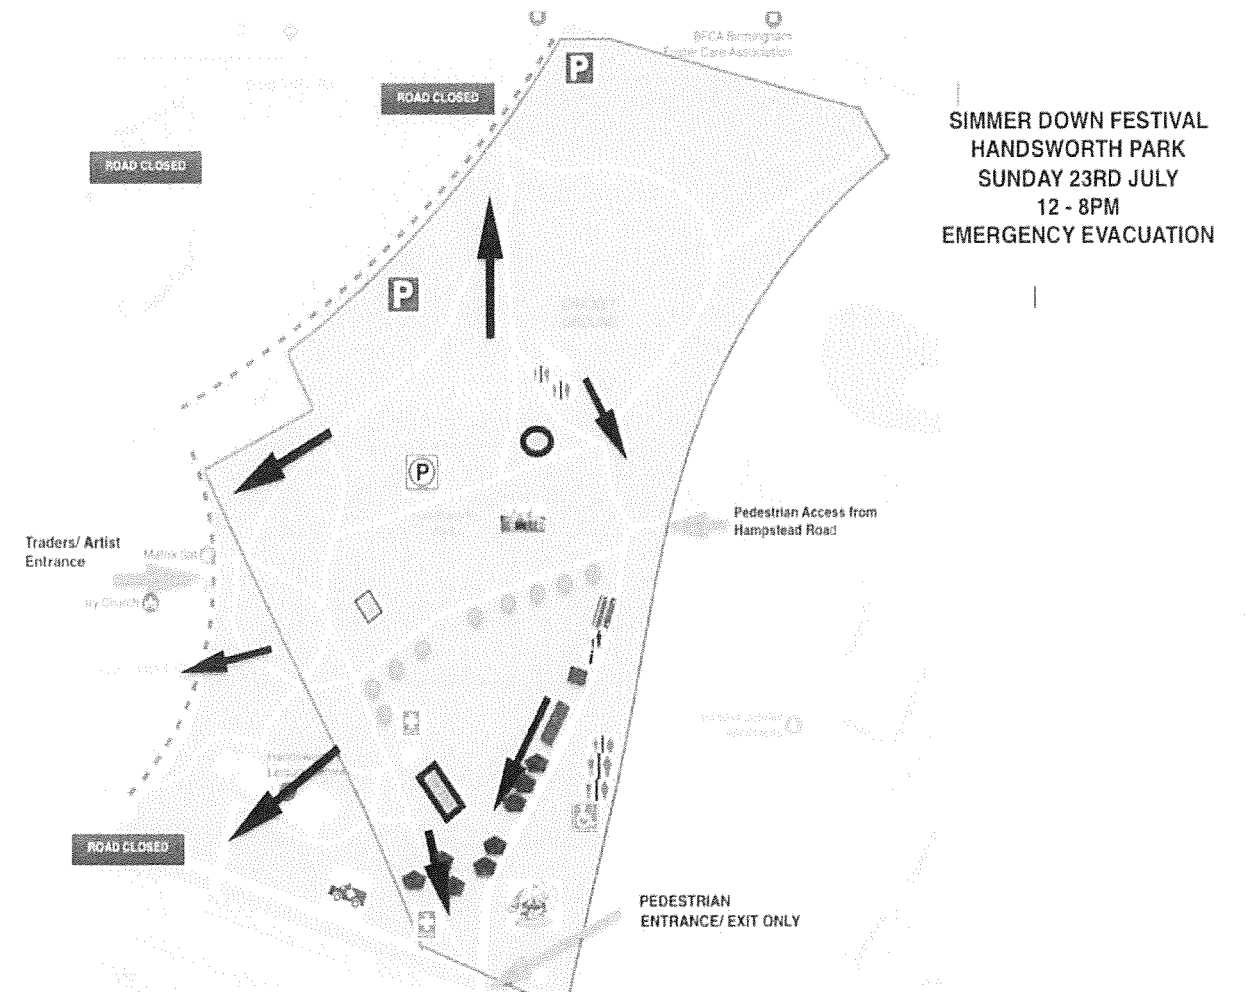 BFCA Birmingham
Foster Care Association
P
ROAD CLOSED
SIMMER DOWN FESTIVAL
HANDSWORTH PARK
SUNDAY 23RD JULY
12 - 8PM
EMERGENCY EVACUATION
ROAD CLOSED
P
P
Pedestrian Access from
Hampstead Road
Traders/ Artist
Entrance
Church
ROAD CLOSED
PEDESTRIAN
ENTRANCE/ EXIT ONLY